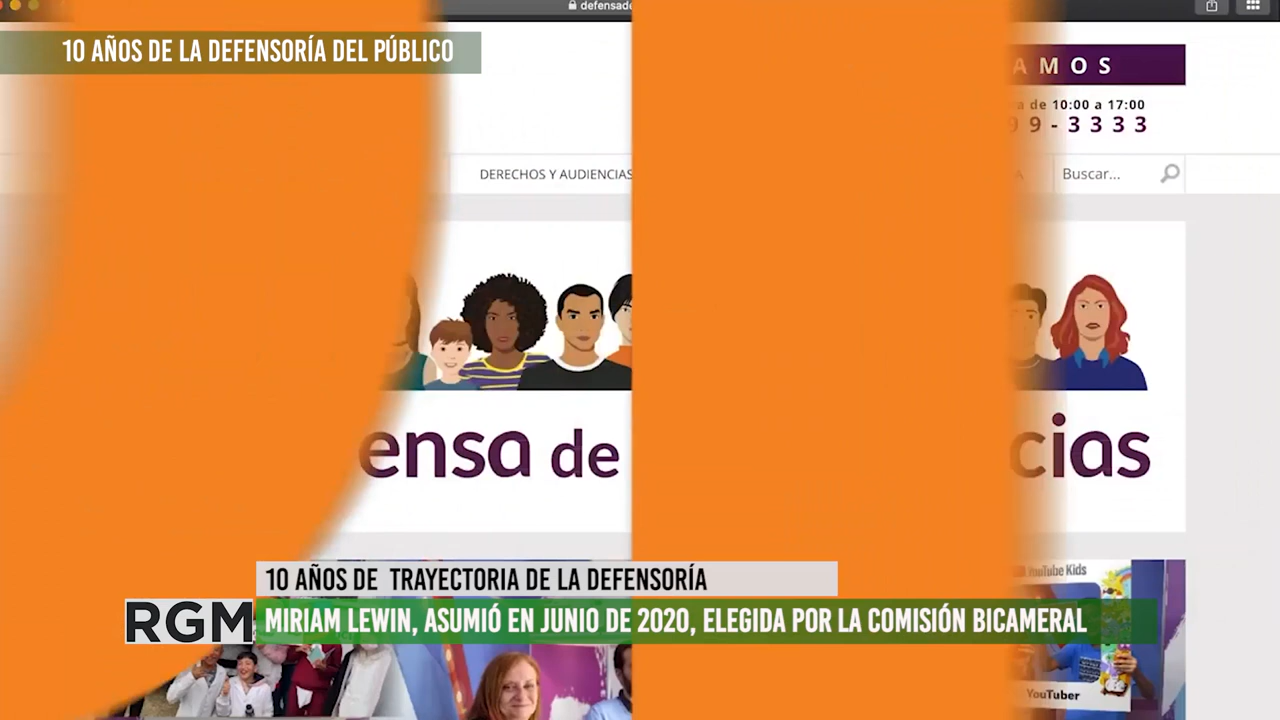 defensade
10 AÑOS DE LA DEFENSORÍA DEL PÚBLICO
AMOS
de 10:00 a 17:00
99-3333
DERECHOS Y AUDIENCIAS
Buscar...
ensa de
cias
YouTube Kids
10 AÑOS DE TRAYECTORIA DE LA DEFENSORÍA
RGM
MIRIAM LEWIN, ASUMIÓ EN JUNIO DE 2020, ELEGIDA POR LA COMISIÓN BICAMERAL
YouTuber